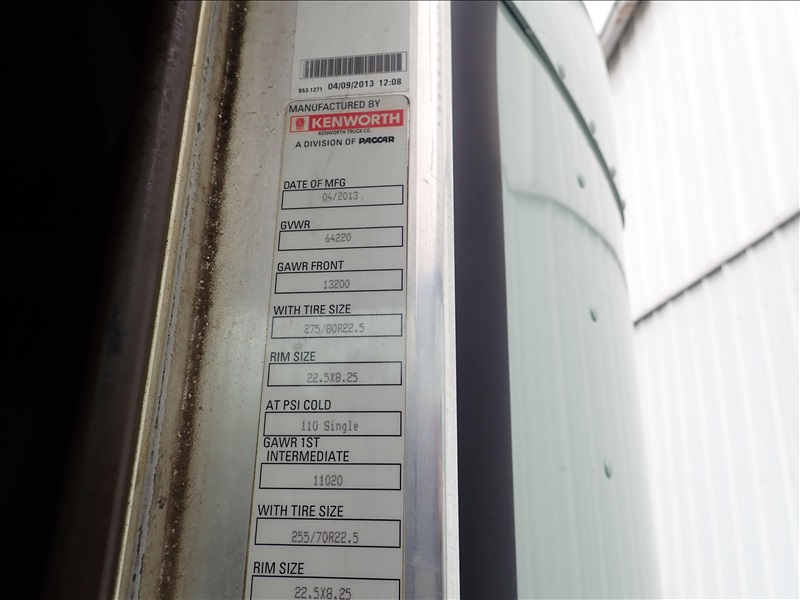 SS2-1271 04/09/2013 12:08
MANUFACTURED BY
KENWORTH
KENWORTH TRUCK CO.
A DIVISION OF PACCAR
DATE OF MFG
04/2013
GVWR
64220
GAWR FRONT
13200
WITH TIRE SIZE
275/80R22.5
RIM SIZE
22.5X8.25
AT PSI COLD
110 Single
GAWR 1ST
INTERMEDIATE
11020
WITH TIRE SIZE
255/70R22.5
RIM SIZE
22.5X8.25